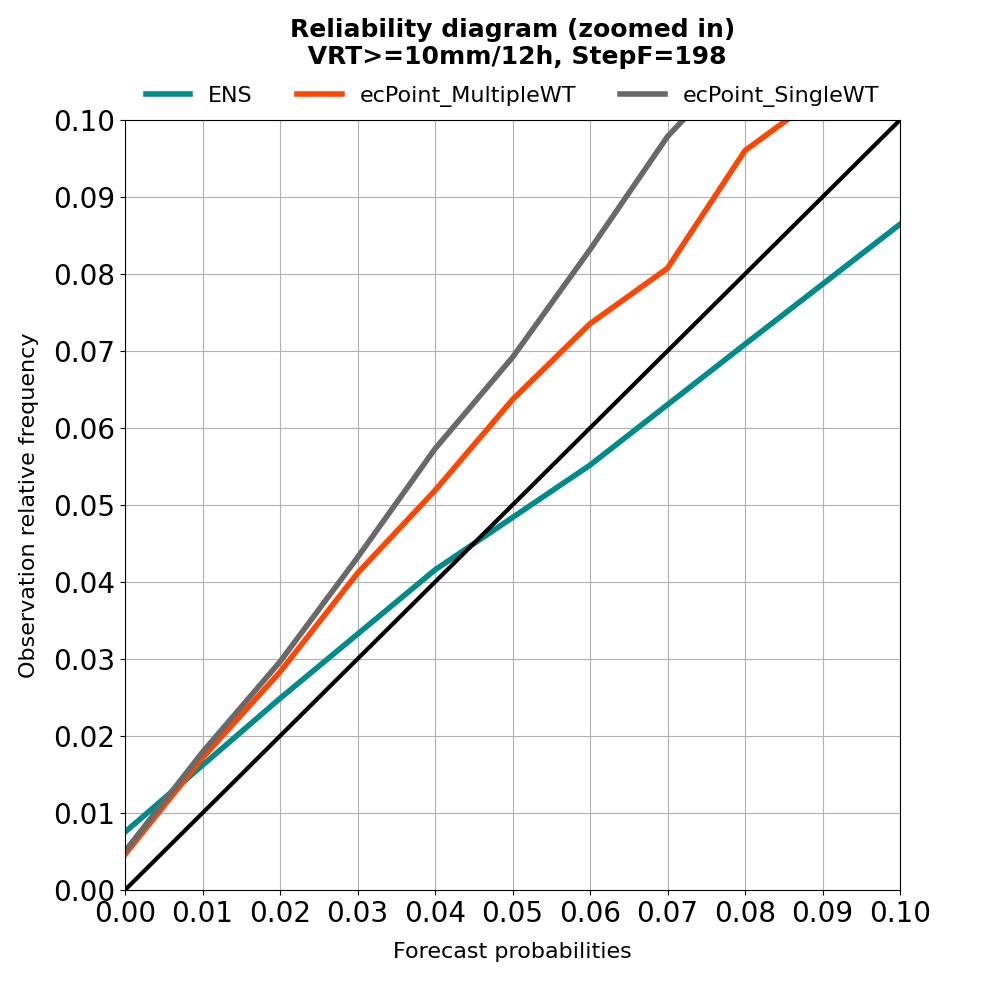 Reliability diagram (zoomed in)
VRT>=10mm/12h, StepF=198
ENS ecPoint_MultipleWT ecPoint_SingleWT
0.10
0.09
0.08
0.07
0.06
0.05
0.04
0.03
0.02
0.01
0.00
Observation relative frequency
0.00 0.01 0.02 0.03 0.04 0.05 0.06 0.07 0.08 0.09 0.10
Forecast probabilities